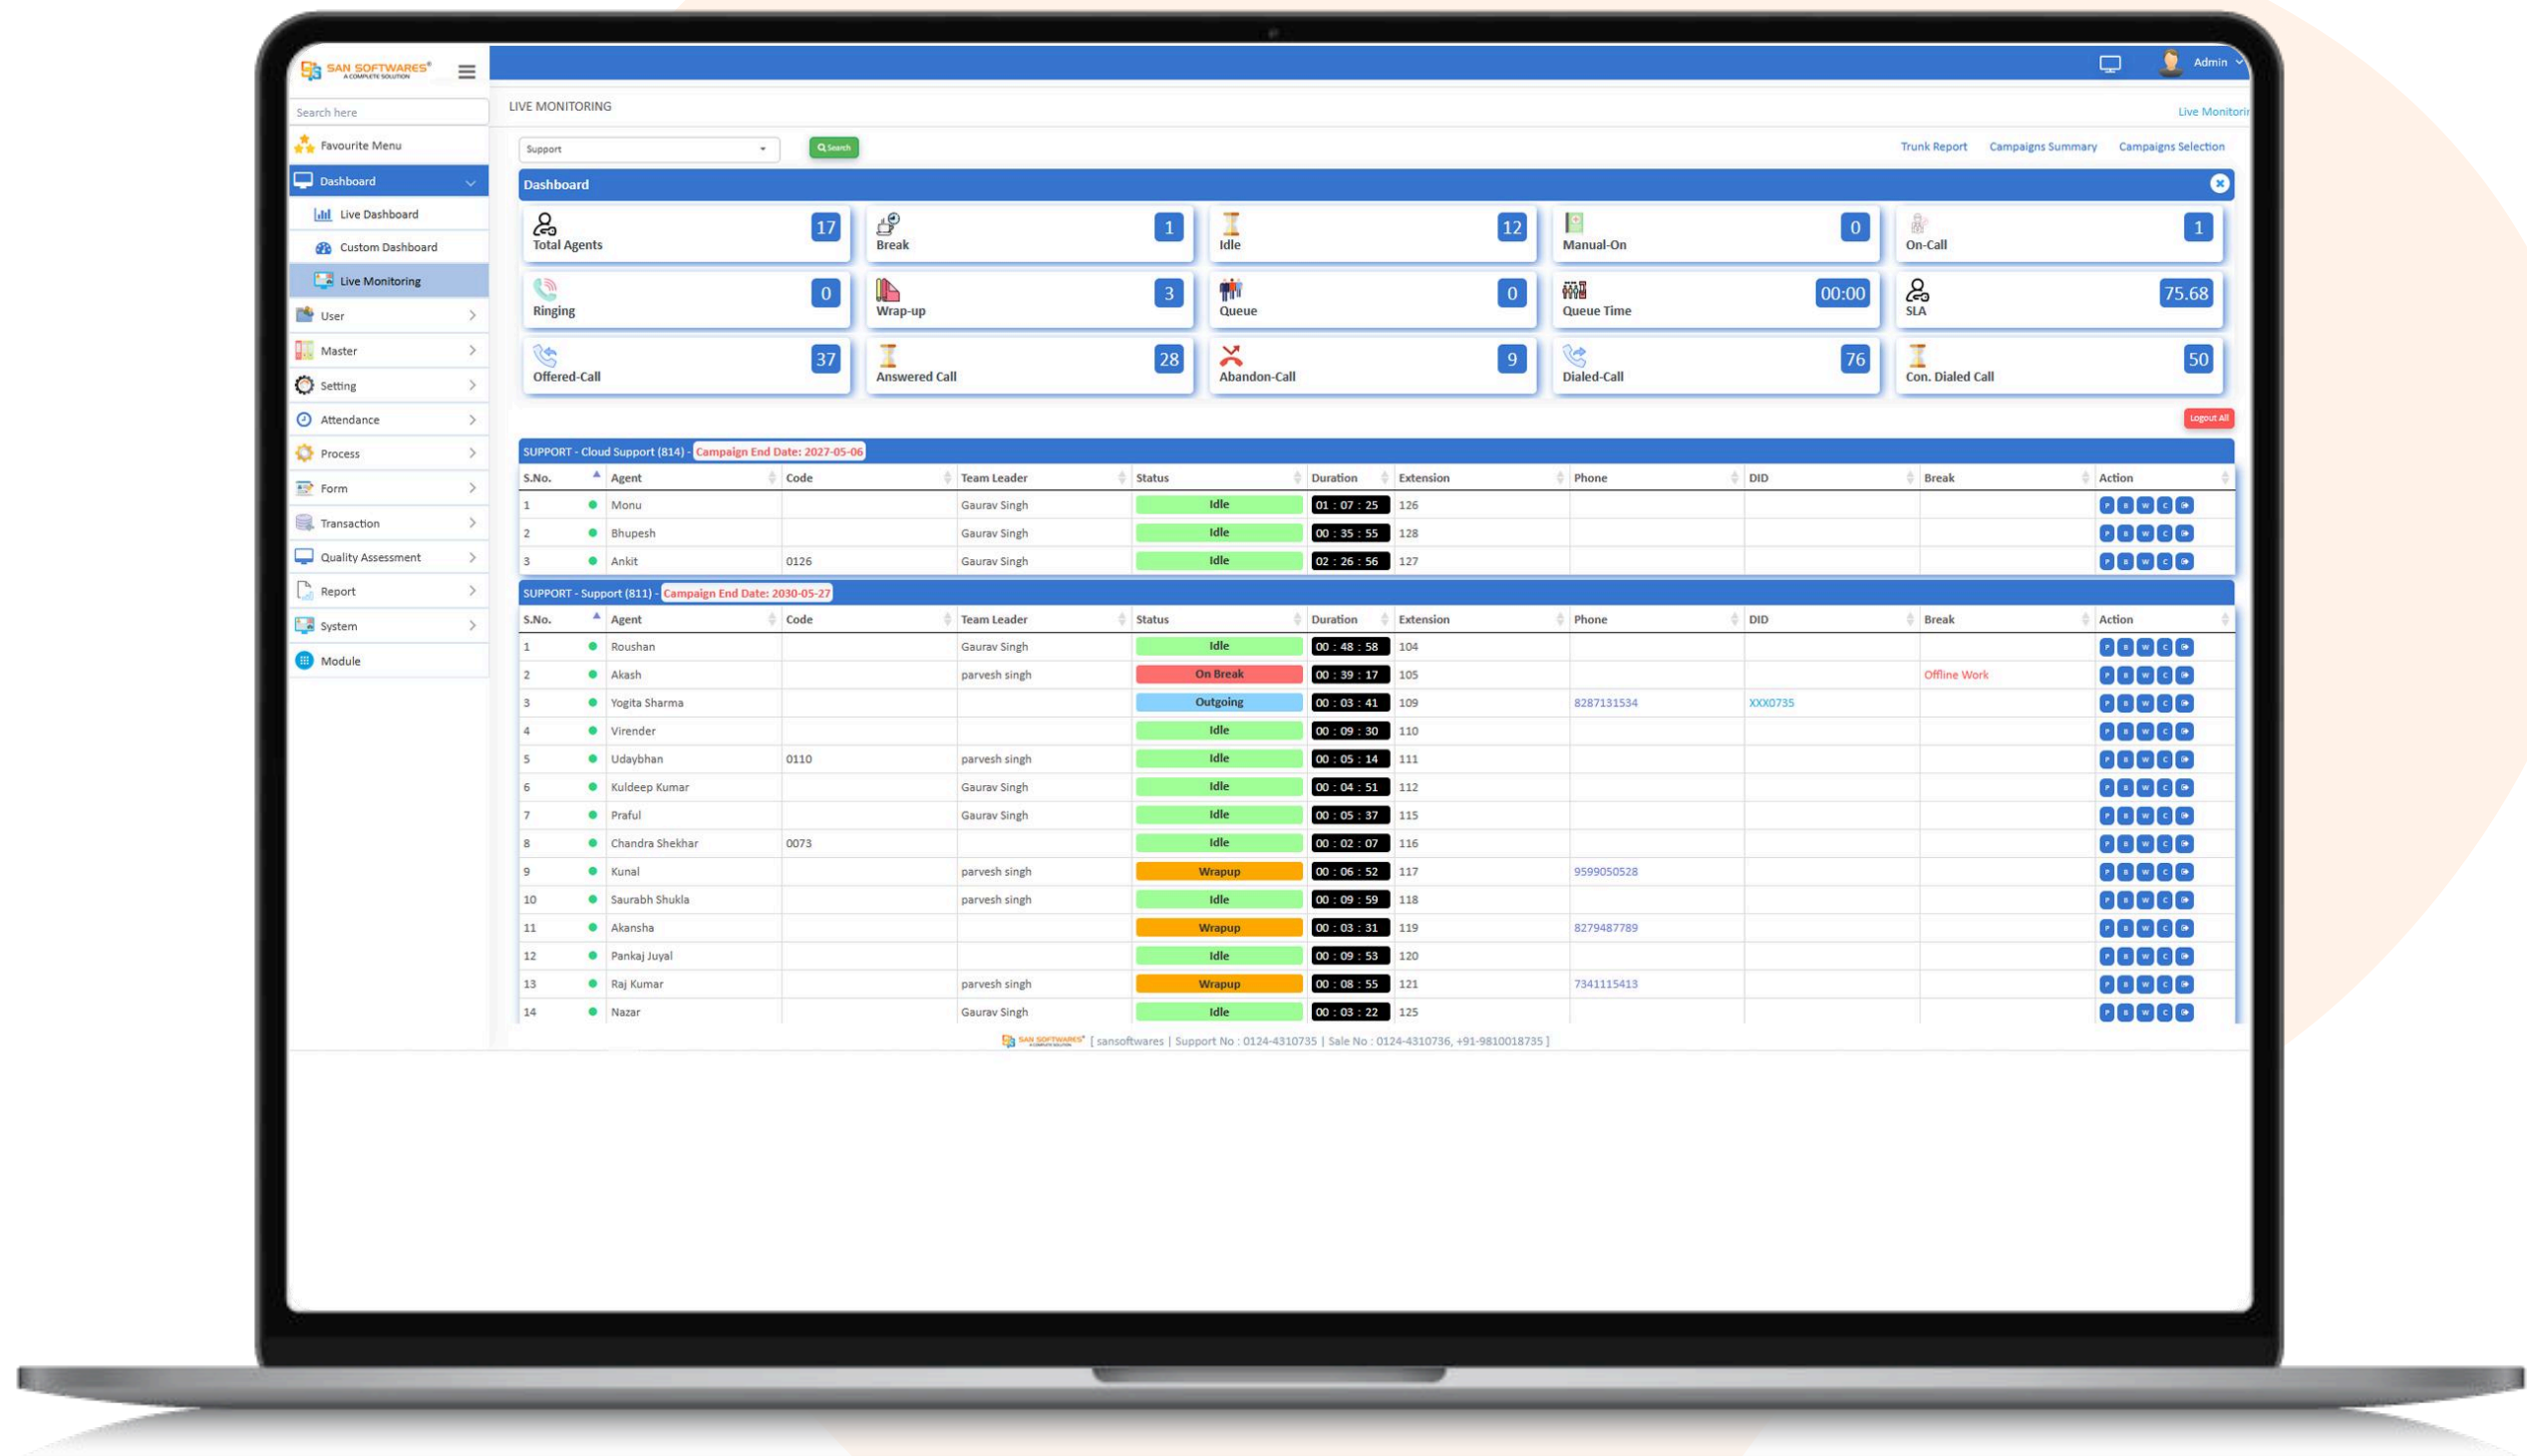 SAN SOFTWARES®
A COMPLETE SOLUTION
Admin
Search here
LIVE MONITORING
Live Monitorin
Favourite Menu
Dashboard
Live Dashboard
Custom Dashboard
Live Monitoring
User
Master
Setting
Attendance
Process
Form
Transaction
Quality Assessment
Report
System
Module
Support
Search
Trunk Report Campaigns Summary Campaigns Selection
Dashboard
Total Agents 17
Break 1
Idle 12
Manual-On 0
On-Call 1
Ringing 0
Wrap-up 3
Queue 0
Queue Time 00:00
SLA 75.68
Offered-Call 37
Answered Call 28
Abandon-Call 9
Dialed-Call 76
Con. Dialed Call 50
Logout All
SUPPORT - Cloud Support (814) - Campaign End Date: 2027-05-06
S.No. Agent Code Team Leader Status Duration Extension Phone DID Break Action
1 Monu Gaurav Singh Idle 01 : 07 : 25 126 P B W C
2 Bhupesh Gaurav Singh Idle 00 : 35 : 55 128 P B W C
3 Ankit 0126 Gaurav Singh Idle 02 : 26 : 56 127 P B W C
SUPPORT - Support (811) - Campaign End Date: 2030-05-27
S.No. Agent Code Team Leader Status Duration Extension Phone DID Break Action
1 Roushan Gaurav Singh Idle 00 : 48 : 58 104 P B W C
2 Akash parvesh singh On Break 00 : 39 : 17 105 Offline Work P B W C
3 Yogita Sharma Outgoing 00 : 03 : 41 109 8287131534 XXX0735 P B W C
4 Virender Idle 00 : 09 : 30 110 P B W C
5 Udaybhan 0110 parvesh singh Idle 00 : 05 : 14 111 P B W C
6 Kuldeep Kumar Gaurav Singh Idle 00 : 04 : 51 112 P B W C
7 Praful Gaurav Singh Idle 00 : 05 : 37 115 P B W C
8 Chandra Shekhar 0073 Idle 00 : 02 : 07 116 P B W C
9 Kunal parvesh singh Wrapup 00 : 06 : 52 117 9599050528 P B W C
10 Saurabh Shukla parvesh singh Idle 00 : 09 : 59 118 P B W C
11 Akansha Wrapup 00 : 03 : 31 119 8279487789 P B W C
12 Pankaj Juyal Idle 00 : 09 : 53 120 P B W C
13 Raj Kumar parvesh singh Wrapup 00 : 08 : 55 121 7341115413 P B W C
14 Nazar Gaurav Singh Idle 00 : 03 : 22 125 P B W C
SAN SOFTWARES® A COMPLETE SOLUTION [ sansoftwares | Support No : 0124-4310735 | Sale No : 0124-4310736, +91-9810018735 ]